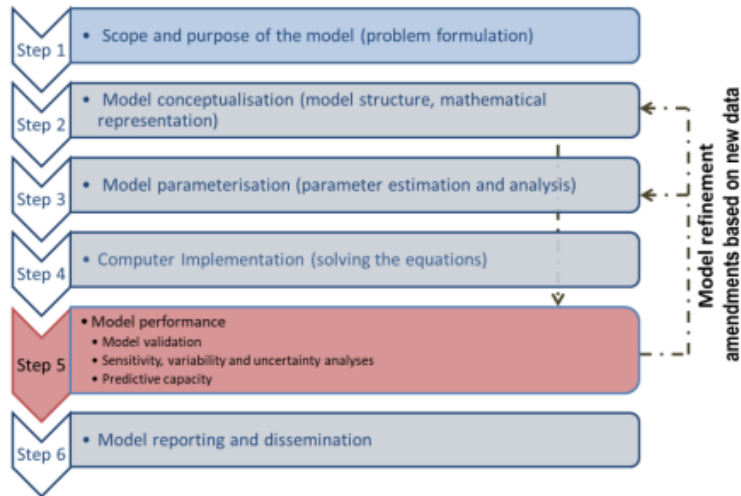 Step 1
• Scope and purpose of the model (problem formulation)
Step 2
• Model conceptualisation (model structure, mathematical
representation)
Step 3
• Model parameterisation (parameter estimation and analysis)
Step 4
• Computer Implementation (solving the equations)
Step 5
• Model performance
• Model validation
• Sensitivity, variability and uncertainty analyses
• Predictive capacity
Step 6
• Model reporting and dissemination
Model refinement
amendments based on new data